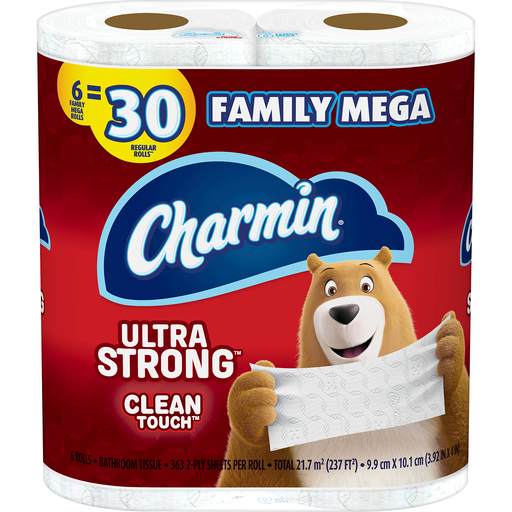 6 = 30
FAMILY
MEGA
ROLLS
REGULAR
ROLLS**
FAMILY MEGA
Charmin®
ULTRA
STRONG™
CLEAN
TOUCH™
6 ROLLS • BATHROOM TISSUE • 363 2-PLY SHEETS PER ROLL • TOTAL 21.7 m² (237 FT²) • 9.9 cm X 10.1 cm (3.92 IN X 4 IN)